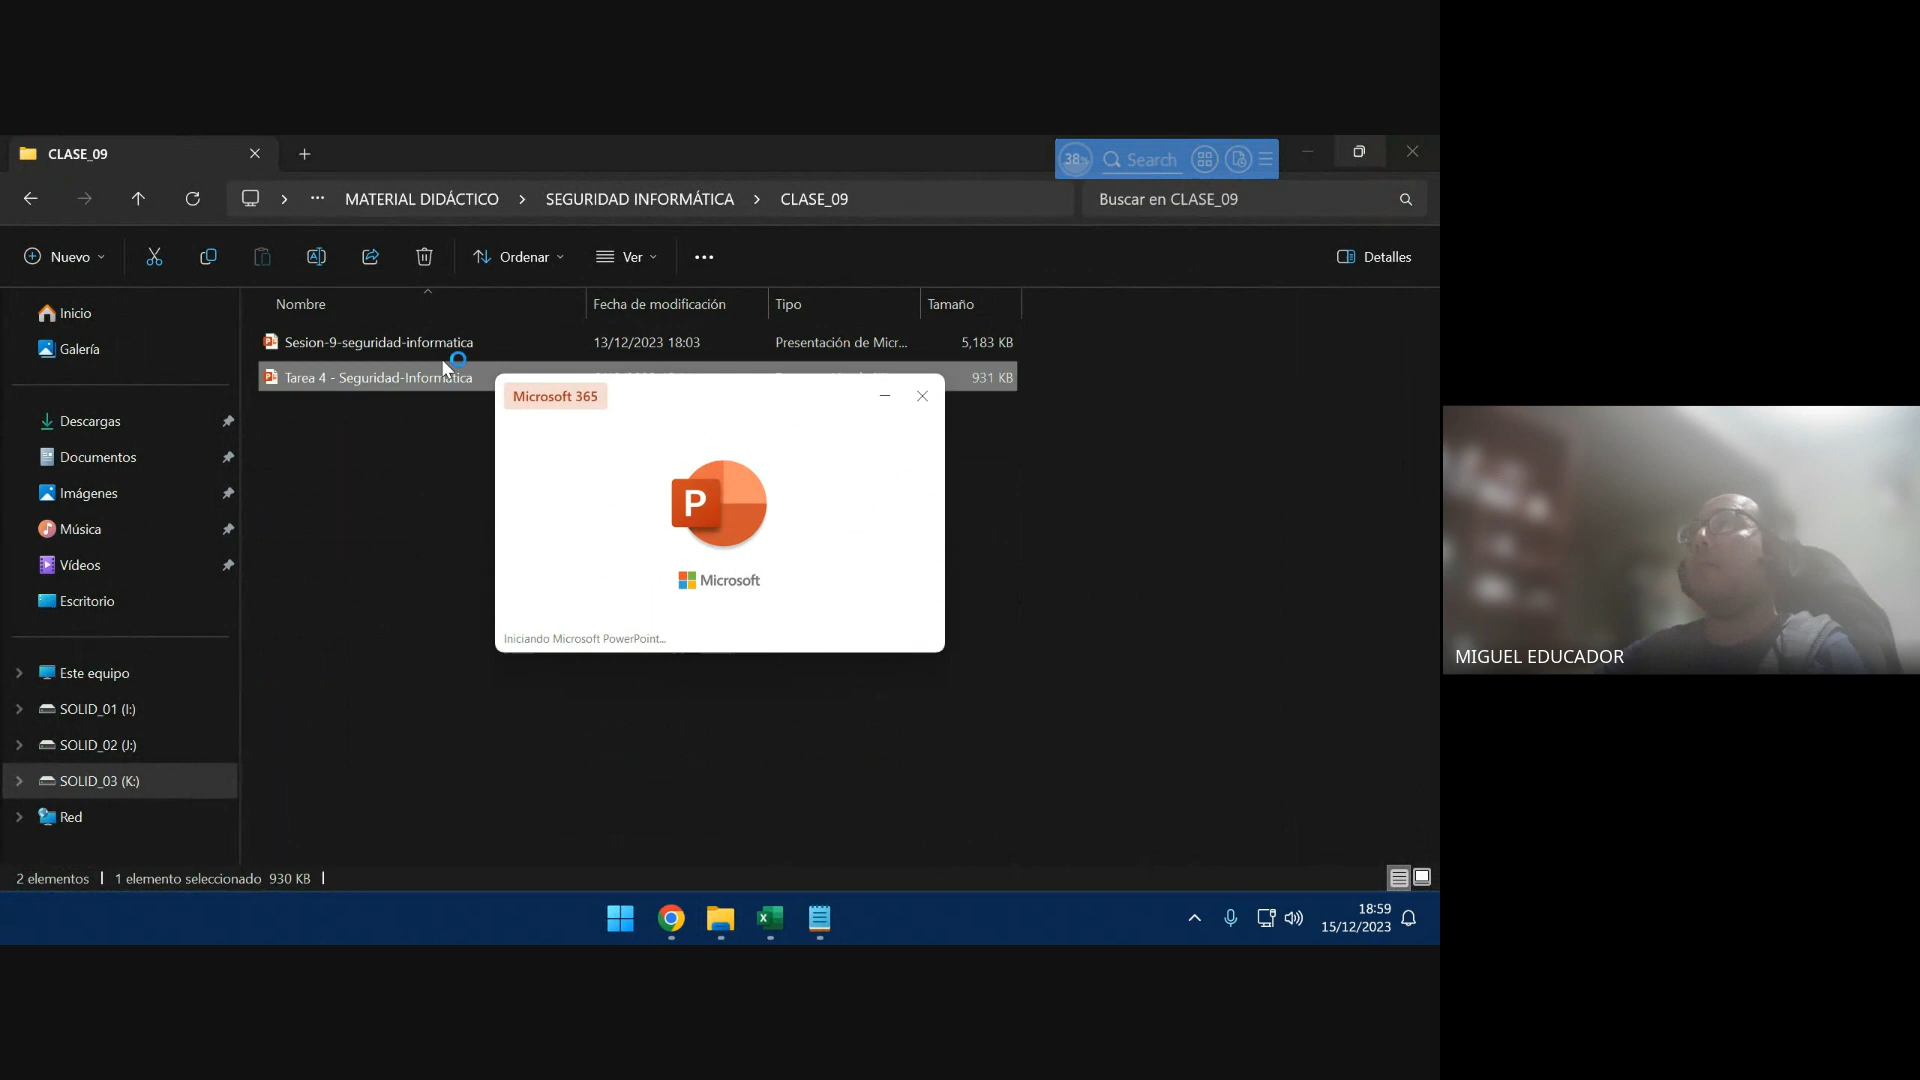 CLASE_09
38%
Search
MATERIAL DIDÁCTICO > SEGURIDAD INFORMÁTICA > CLASE_09
Buscar en CLASE_09
Nuevo
Ordenar
Ver
Detalles
Nombre
Fecha de modificación
Tipo
Tamaño
Sesion-9-seguridad-informatica
13/12/2023 18:03
Presentación de Micr...
5,183 KB
Tarea 4 - Seguridad-Informatica
931 KB
Inicio
Galería
Descargas
Documentos
Imágenes
Música
Vídeos
Escritorio
Este equipo
SOLID_01 (I:)
SOLID_02 (J:)
SOLID_03 (K:)
Red
Microsoft 365
P
Microsoft
Iniciando Microsoft PowerPoint...
2 elementos
1 elemento seleccionado 930 KB
18:59
15/12/2023
MIGUEL EDUCADOR